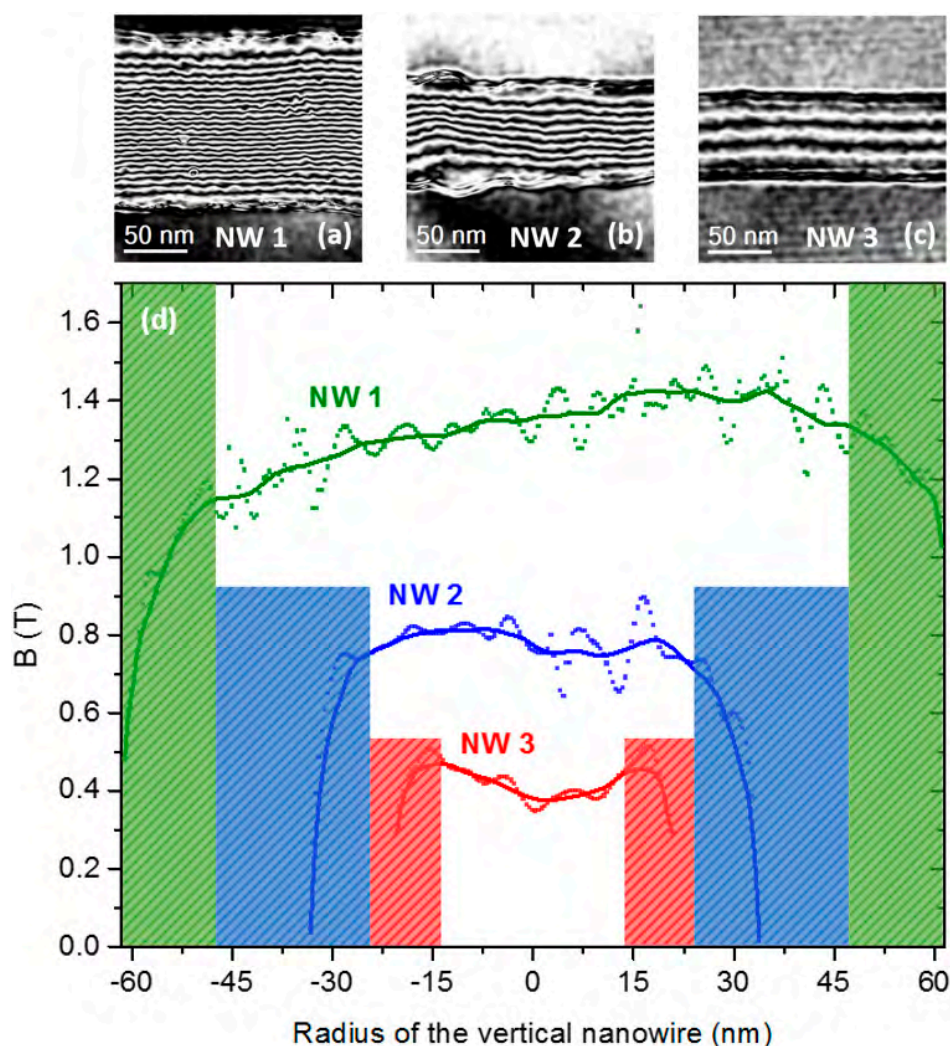 50 nm NW 1 (a)
50 nm NW 2 (b)
50 nm NW 3 (c)
(d)
NW 1
NW 2
NW 3
B (T)
1.6
1.4
1.2
1.0
0.8
0.6
0.4
0.2
0.0
-60 -45 -30 -15 0 15 30 45 60
Radius of the vertical nanowire (nm)